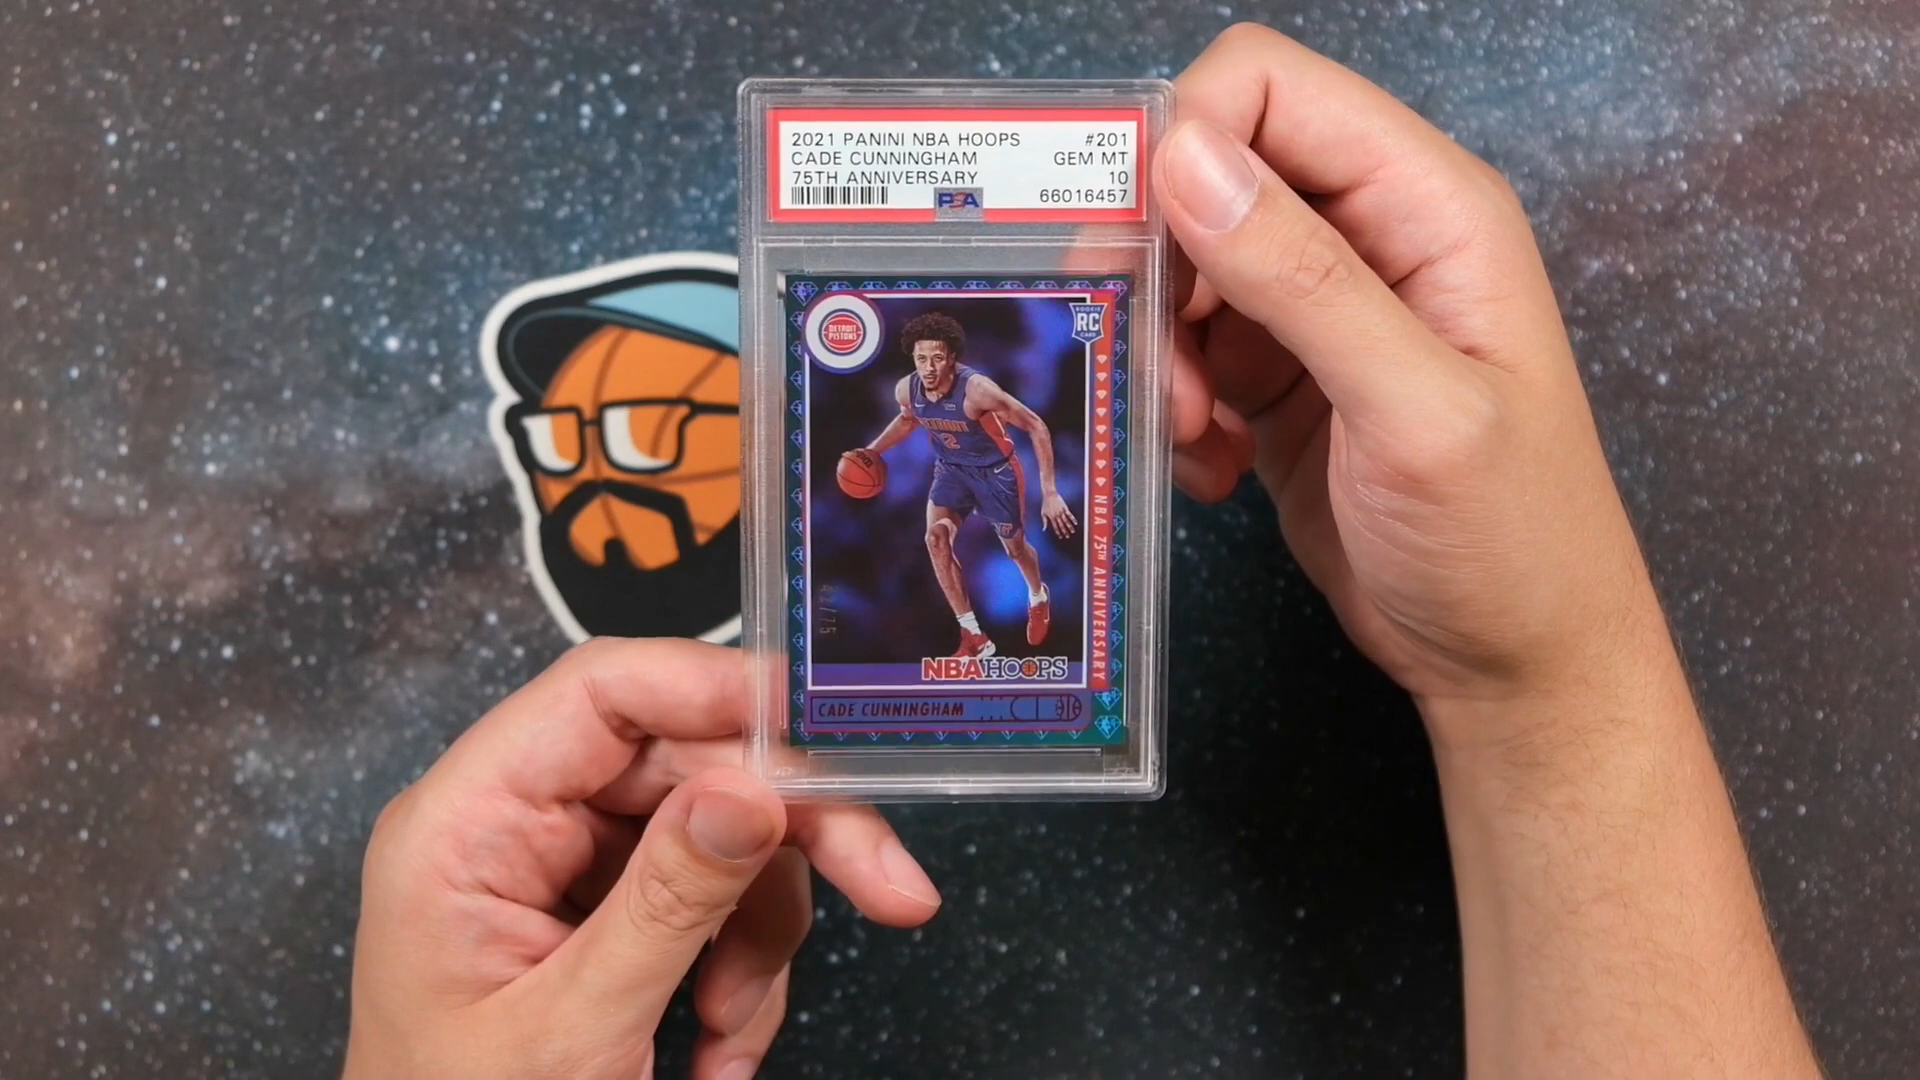 2021 PANINI NBA HOOPS #201
CADE CUNNINGHAM GEM MT
75TH ANNIVERSARY 10
PSA 66016457
DETROIT PISTONS
ROOKIE
RC
CARD
DETROIT
2
NBA 75TH ANNIVERSARY
NBA HOOPS
CADE CUNNINGHAM